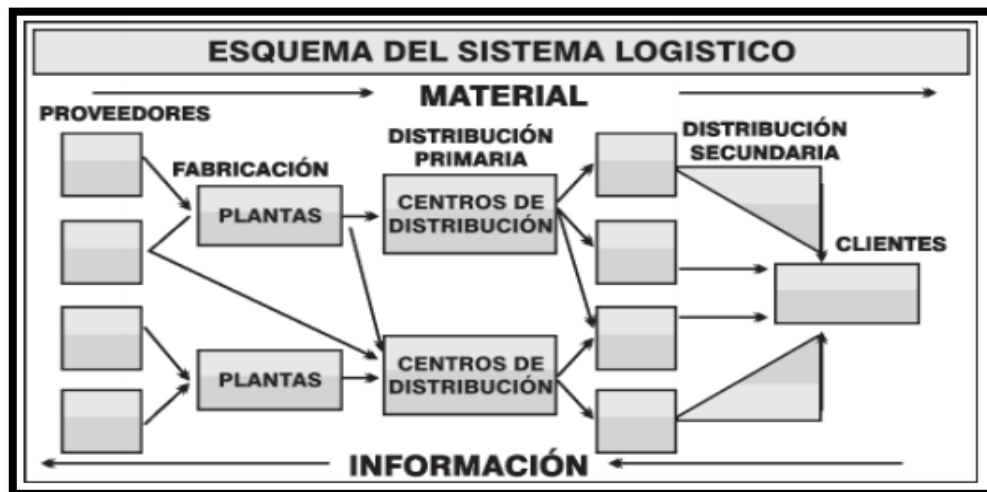 ESQUEMA DEL SISTEMA LOGISTICO
MATERIAL
PROVEEDORES
FABRICACIÓN
DISTRIBUCIÓN
PRIMARIA
DISTRIBUCIÓN
SECUNDARIA
PLANTAS
CENTROS DE
DISTRIBUCIÓN
CLIENTES
PLANTAS
CENTROS DE
DISTRIBUCIÓN
INFORMACIÓN